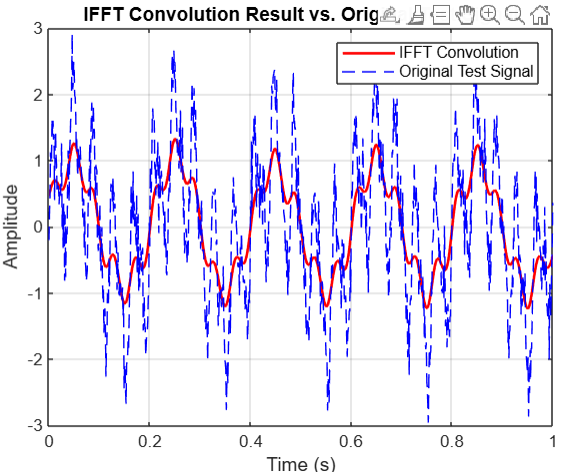 IFFT Convolution Result vs. Orig
IFFT Convolution
Original Test Signal
3
2
1
0
-1
-2
-3
Amplitude
0
0.2
0.4
0.6
0.8
1
Time (s)